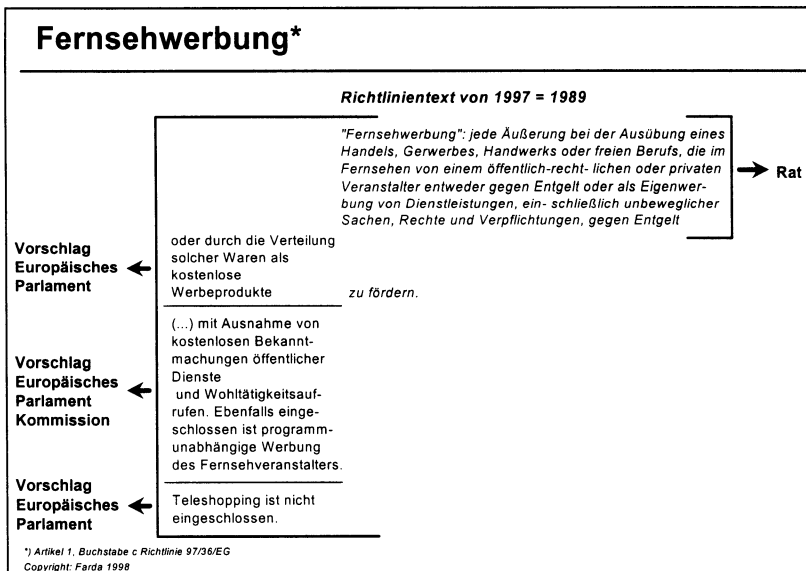 Fernsehwerbung*
Richtlinientext von 1997 = 1989
"Fernsehwerbung": jede Äußerung bei der Ausübung eines
Handels, Gerwerbes, Handwerks oder freien Berufs, die im
Fernsehen von einem öffentlich-recht- lichen oder privaten
Veranstalter entweder gegen Entgelt oder als Eigenwer-
bung von Dienstleistungen, ein- schließlich unbeweglicher
Sachen, Rechte und Verpflichtungen, gegen Entgelt
Rat
Vorschlag
Europäisches
Parlament
oder durch die Verteilung
solcher Waren als
kostenlose
Werbeprodukte
zu fördern.
Vorschlag
Europäisches
Parlament
Kommission
(...) mit Ausnahme von
kostenlosen Bekannt-
machungen öffentlicher
Dienste
und Wohltätigkeitsauf-
rufen. Ebenfalls einge-
schlossen ist programm-
unabhängige Werbung
des Fernsehveranstalters.
Vorschlag
Europäisches
Parlament
Teleshopping ist nicht
eingeschlossen.
*) Artikel 1, Buchstabe c Richtlinie 97/36/EG
Copyright: Farda 1998